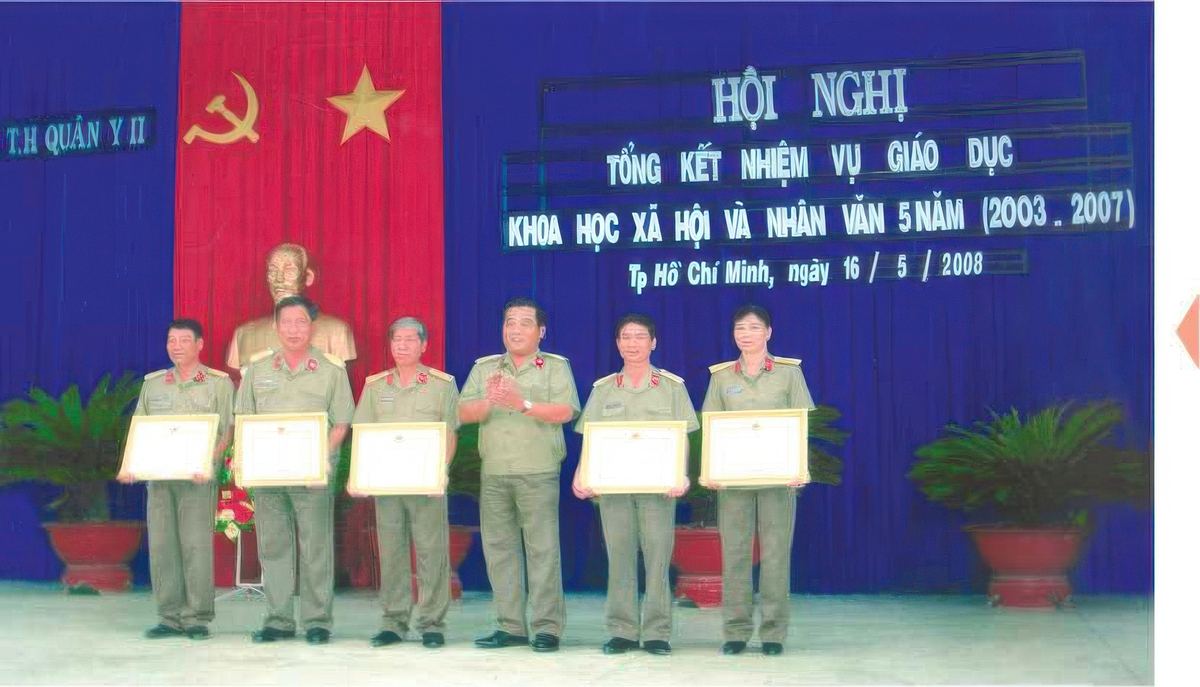 T.H QUÂN Y II
HỘI NGHỊ
TỔNG KẾT NHIỆM VỤ GIÁO DỤC
KHOA HỌC XÃ HỘI VÀ NHÂN VĂN 5 NĂM (2003 .. 2007)
Tp Hồ Chí Minh, ngày 16 / 5 / 2008